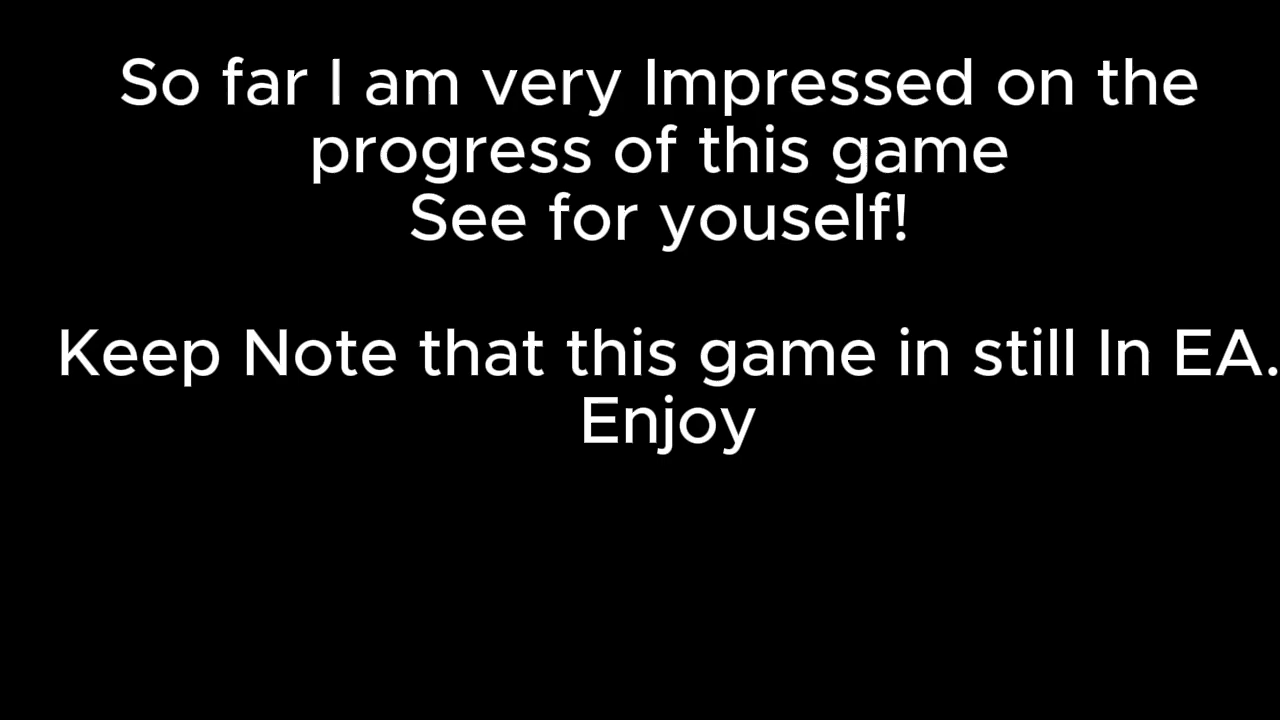 So far I am very Impressed on the
progress of this game
See for youself!
Keep Note that this game in still In EA.
Enjoy